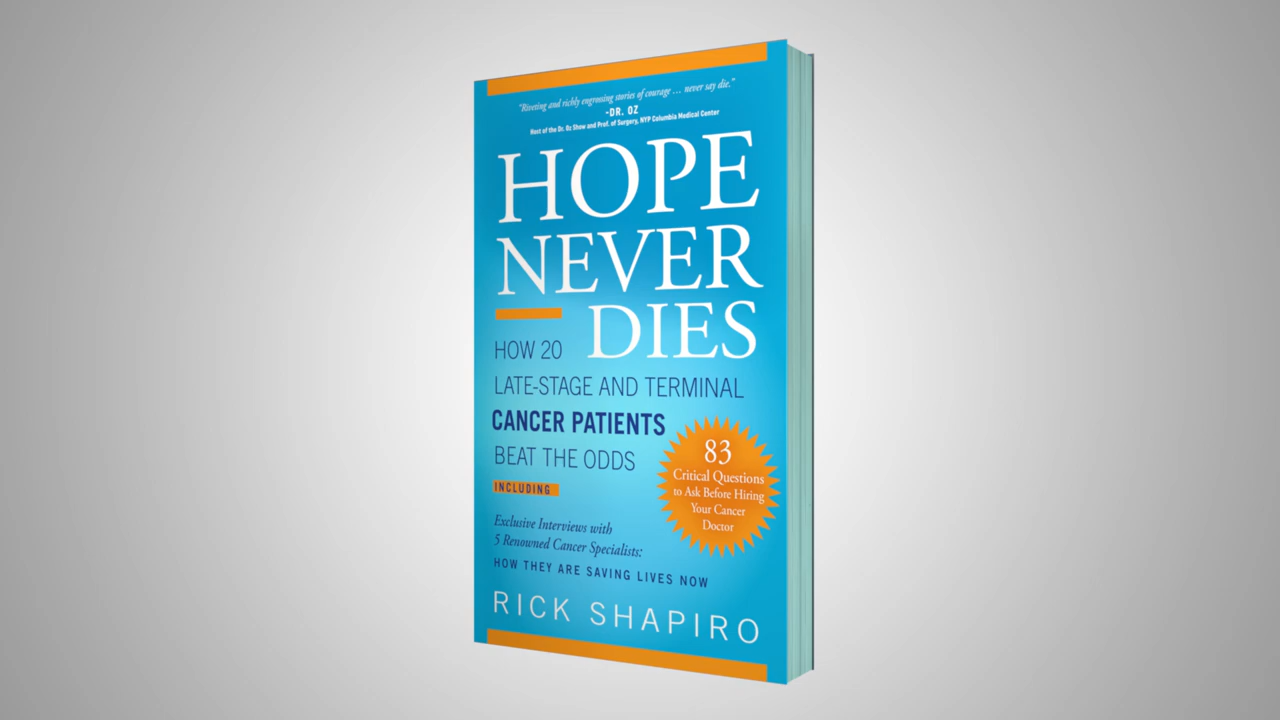 "Riveting and richly engrossing stories of courage ... never say die."
-DR. OZ
Host of the Dr. Oz Show and Prof. of Surgery, NYP Columbia Medical Center
HOPE
NEVER
DIES
HOW 20
LATE-STAGE AND TERMINAL
CANCER PATIENTS
BEAT THE ODDS
83
Critical Questions
to Ask Before Hiring
Your Cancer
Doctor
INCLUDING
Exclusive Interviews with
5 Renowned Cancer Specialists:
HOW THEY ARE SAVING LIVES NOW
RICK SHAPIRO